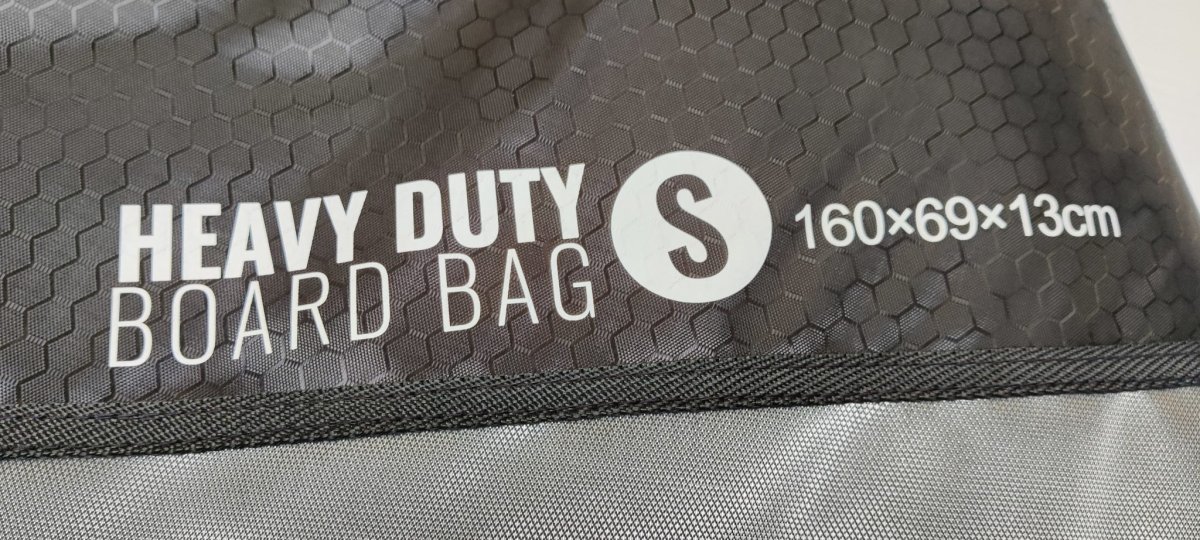 HEAVY DUTY
BOARD BAG
S
160×69×13cm